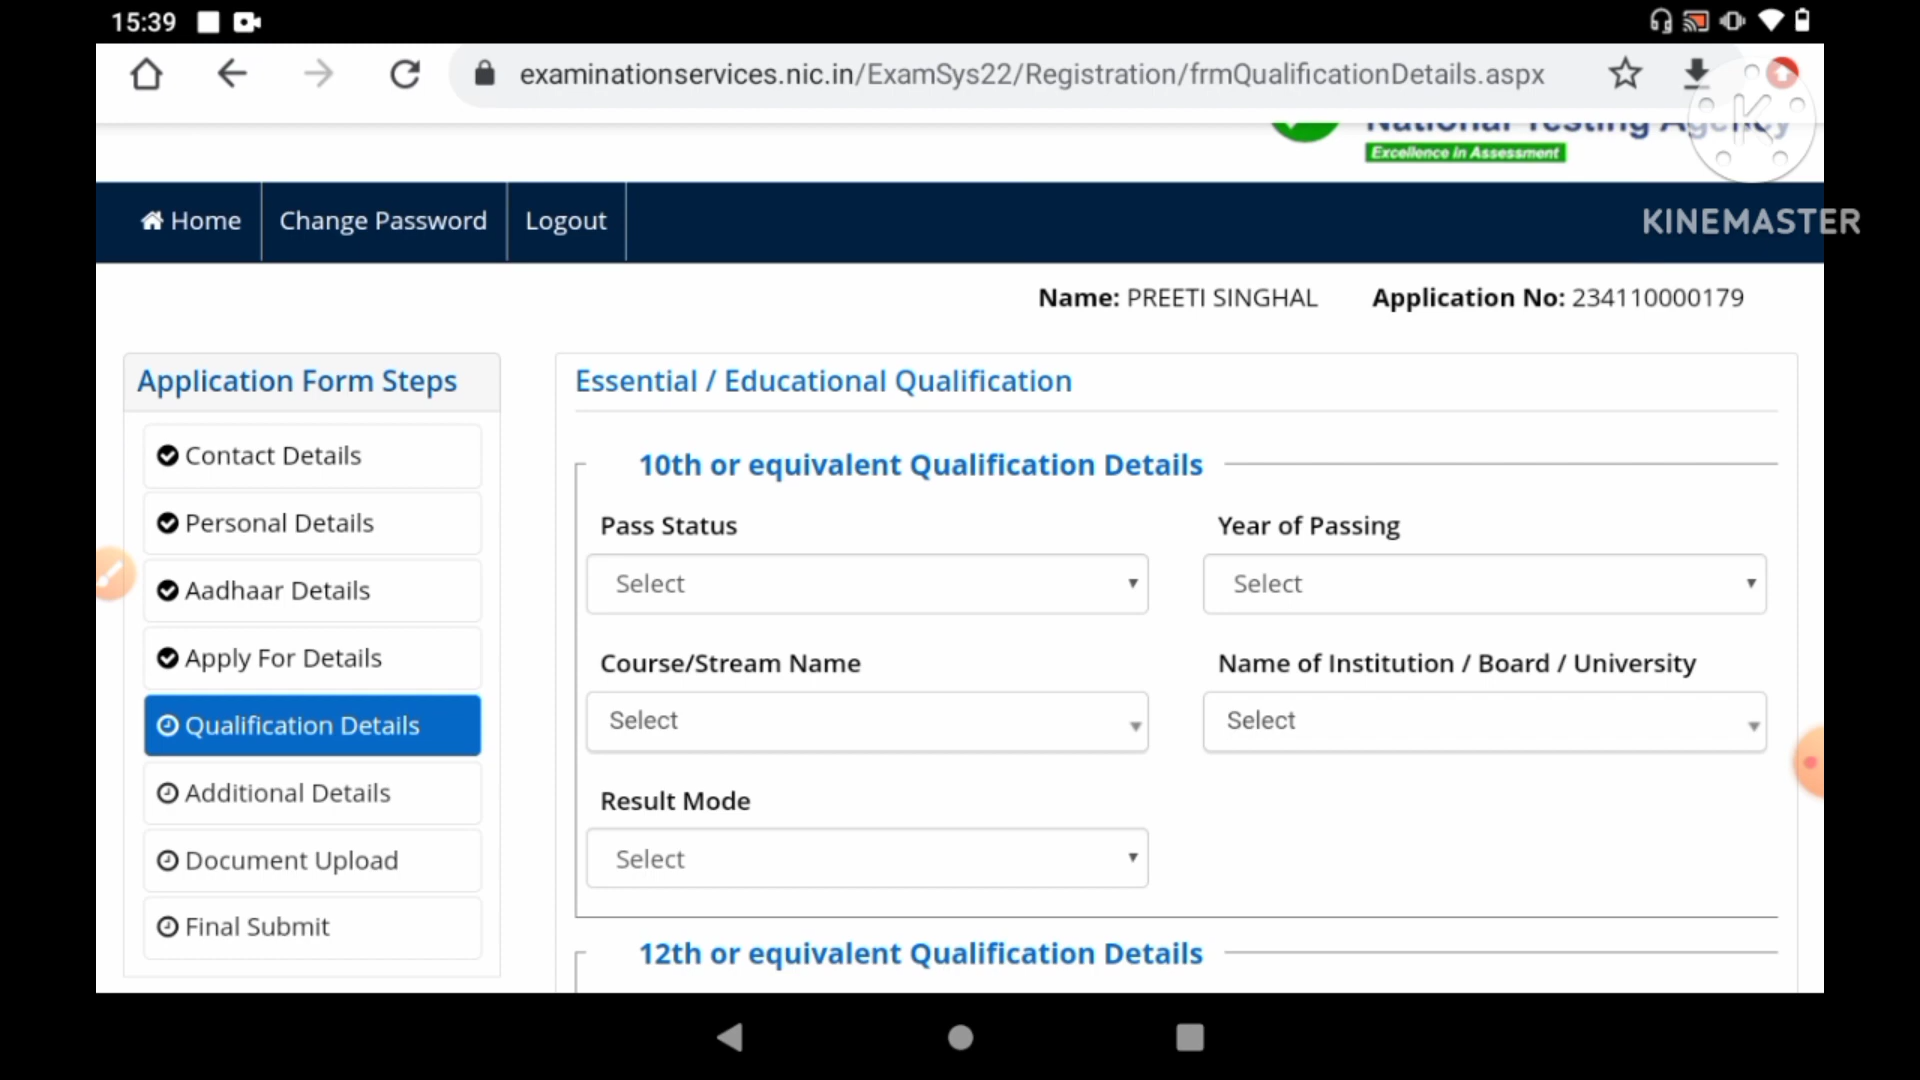 15:39
examinationservices.nic.in/ExamSys22/Registration/frmQualificationDetails.aspx
National Testing Agency
Excellence in Assessment
K
Home
Change Password
Logout
KINEMASTER
Name: PREETI SINGHAL
Application No: 234110000179
Application Form Steps
Contact Details
Personal Details
Aadhaar Details
Apply For Details
Qualification Details
Additional Details
Document Upload
Final Submit
Essential / Educational Qualification
10th or equivalent Qualification Details
Pass Status
Year of Passing
Select
Select
Course/Stream Name
Name of Institution / Board / University
Select
Select
Result Mode
Select
12th or equivalent Qualification Details